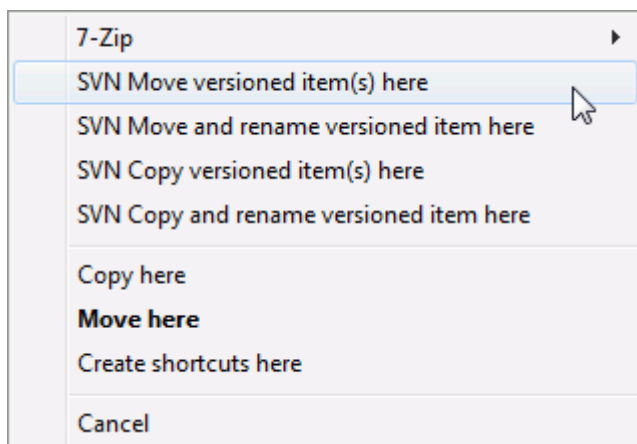 7-Zip
SVN Move versioned item(s) here
SVN Move and rename versioned item here
SVN Copy versioned item(s) here
SVN Copy and rename versioned item here
Copy here
Move here
Create shortcuts here
Cancel